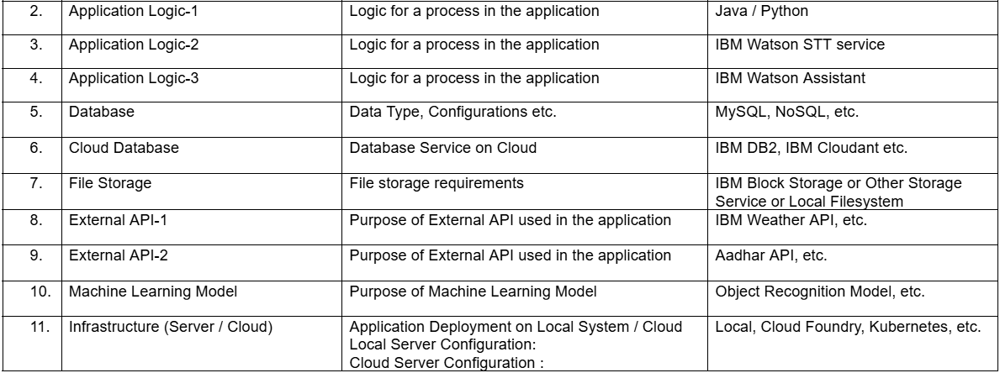 2. Application Logic-1 Logic for a process in the application Java / Python
3. Application Logic-2 Logic for a process in the application IBM Watson STT service
4. Application Logic-3 Logic for a process in the application IBM Watson Assistant
5. Database Data Type, Configurations etc. MySQL, NoSQL, etc.
6. Cloud Database Database Service on Cloud IBM DB2, IBM Cloudant etc.
7. File Storage File storage requirements IBM Block Storage or Other Storage
Service or Local Filesystem
8. External API-1 Purpose of External API used in the application IBM Weather API, etc.
9. External API-2 Purpose of External API used in the application Aadhar API, etc.
10. Machine Learning Model Purpose of Machine Learning Model Object Recognition Model, etc.
11. Infrastructure (Server / Cloud) Application Deployment on Local System / Cloud Local, Cloud Foundry, Kubernetes, etc.
Local Server Configuration:
Cloud Server Configuration :